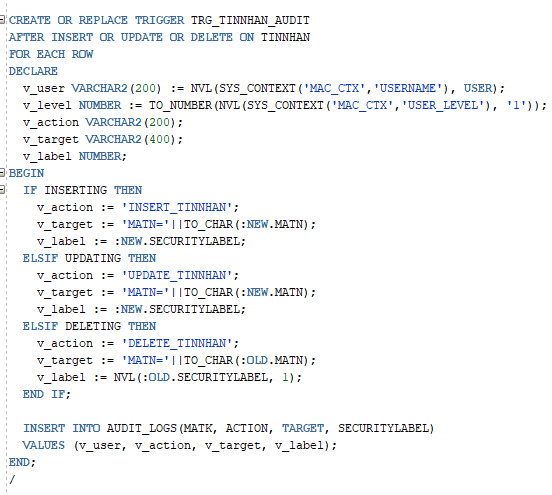 CREATE OR REPLACE TRIGGER TRG_TINNHAN_AUDIT
AFTER INSERT OR UPDATE OR DELETE ON TINNHAN
FOR EACH ROW
DECLARE
  v_user VARCHAR2(200) := NVL(SYS_CONTEXT('MAC_CTX','USERNAME'), USER);
  v_level NUMBER := TO_NUMBER(NVL(SYS_CONTEXT('MAC_CTX','USER_LEVEL'), '1'));
  v_action VARCHAR2(200);
  v_target VARCHAR2(400);
  v_label NUMBER;
BEGIN
  IF INSERTING THEN
    v_action := 'INSERT_TINNHAN';
    v_target := 'MATN='||TO_CHAR(:NEW.MATN);
    v_label := :NEW.SECURITYLABEL;
  ELSIF UPDATING THEN
    v_action := 'UPDATE_TINNHAN';
    v_target := 'MATN='||TO_CHAR(:NEW.MATN);
    v_label := :NEW.SECURITYLABEL;
  ELSIF DELETING THEN
    v_action := 'DELETE_TINNHAN';
    v_target := 'MATN='||TO_CHAR(:OLD.MATN);
    v_label := NVL(:OLD.SECURITYLABEL, 1);
  END IF;

  INSERT INTO AUDIT_LOGS(MATK, ACTION, TARGET, SECURITYLABEL)
  VALUES (v_user, v_action, v_target, v_label);
END;
/